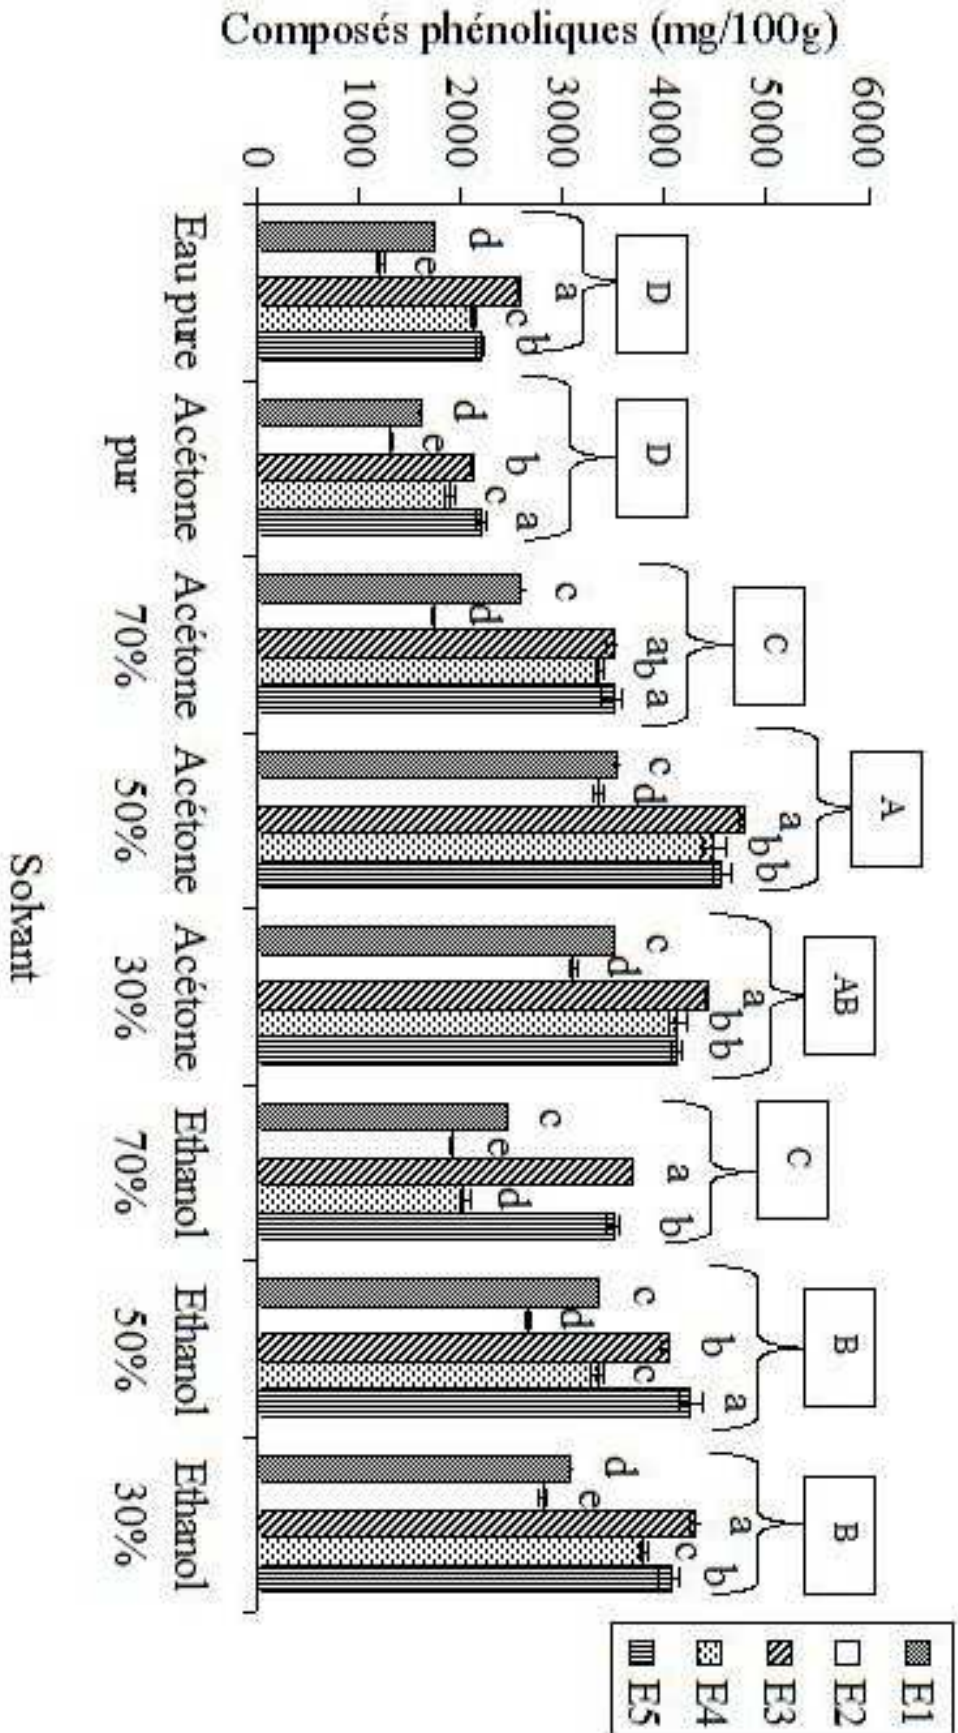 Composés phénoliques (mg/100g)
6000
5000
4000
3000
2000
1000
0
D
D
C
A
AB
C
B
B
d e a c b
d e b c a
c d a b a
c d a b b
c d a b b
c e a d b
c d b c a
d e a c b
Eau pure
Acétone pur
Acétone 70%
Acétone 50%
Acétone 30%
Ethanol 70%
Ethanol 50%
Ethanol 30%
Solvant
E1
E2
E3
E4
E5